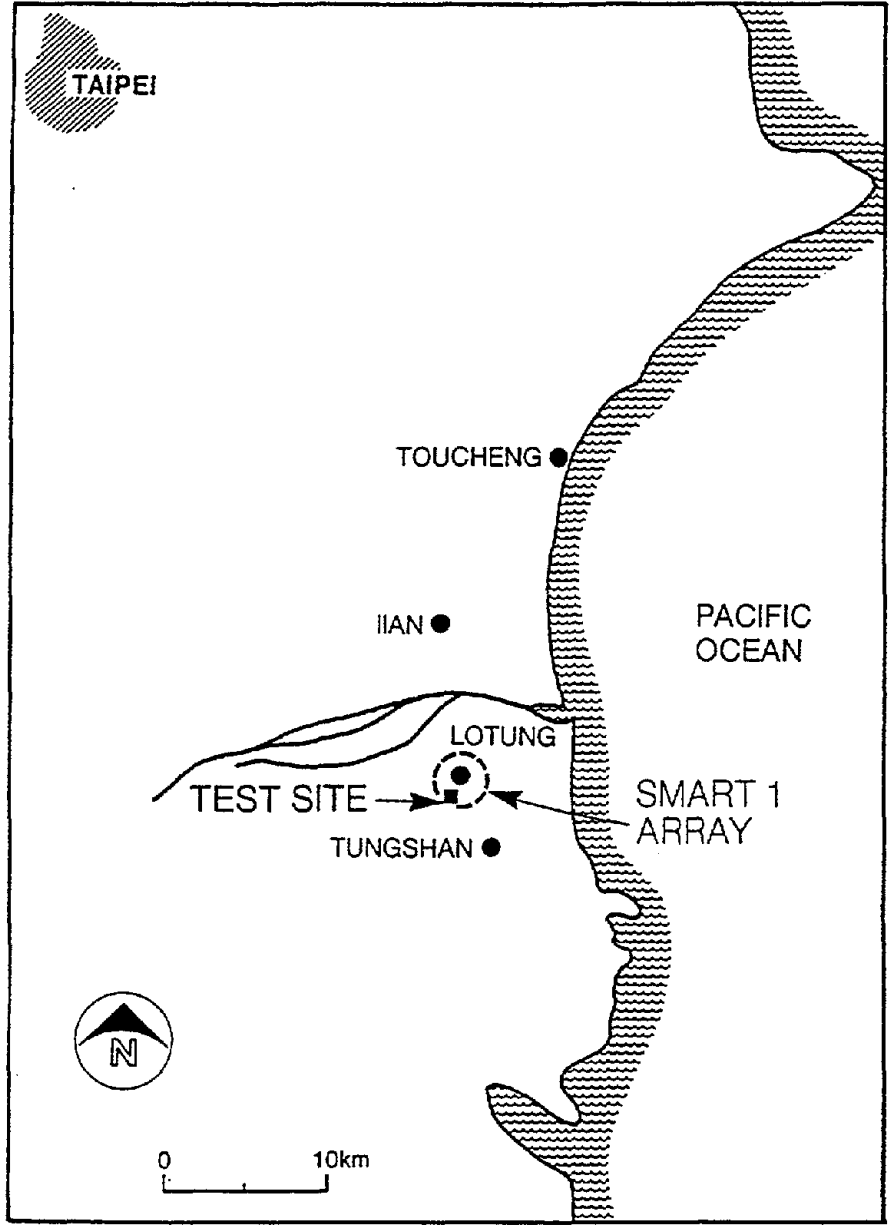 TAIPEI
TOUCHENG
IIAN
PACIFIC
OCEAN
LOTUNG
TEST SITE
SMART 1
ARRAY
TUNGSHAN
N
0 10km